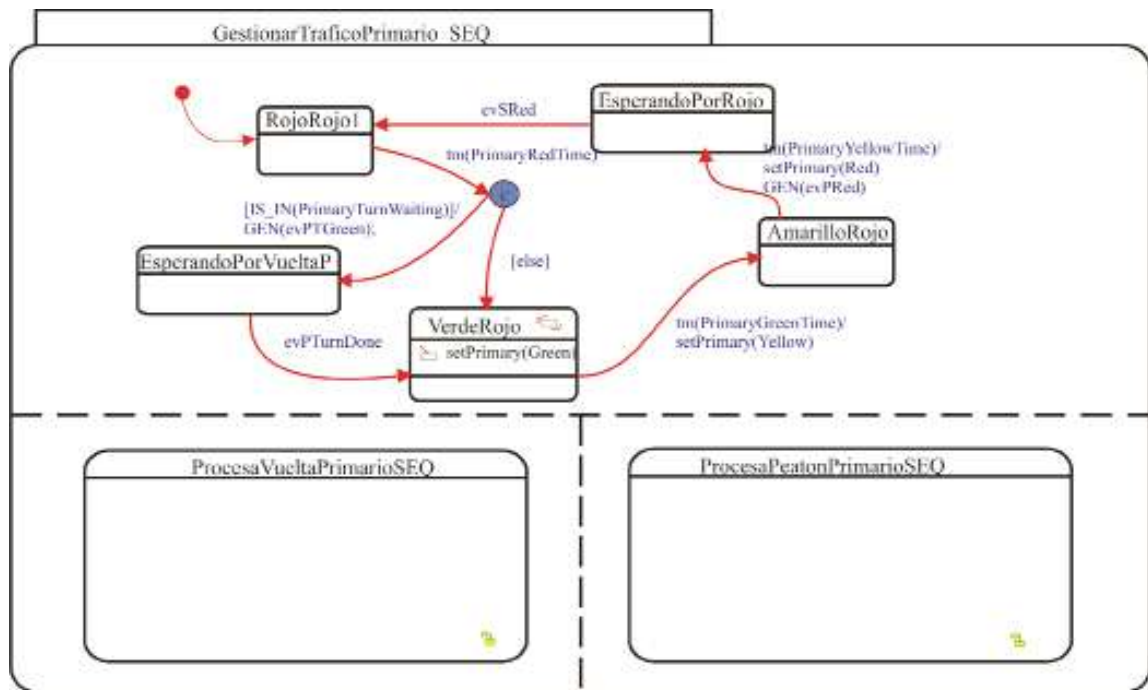 GestionarTraficoPrimario_SEQ
EsperandoPorRojo
evSRed
RojoRojo1
tm(PrimaryRedTime)
tm(PrimaryYellowTime)/
setPrimary(Red)
GEN(evPRed)
[IS_IN(PrimaryTurnWaiting)]/
GEN(evPTGreen);
AmarilloRojo
EsperandoPorVueltaP
[else]
VerdeRojo
setPrimary(Green)
evPTurnDone
tm(PrimaryGreenTime)/
setPrimary(Yellow)
ProcesaVueltaPrimarioSEQ
ProcesaPeatonPrimarioSEQ